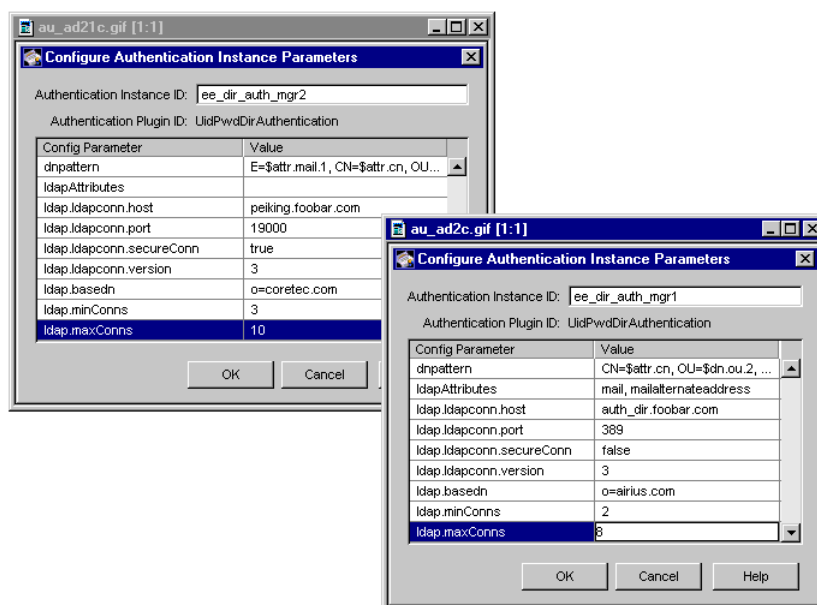 au_ad21c.gif [1:1]
Configure Authentication Instance Parameters
Authentication Instance ID: ee_dir_auth_mgr2
Authentication Plugin ID: UidPwdDirAuthentication
Config Parameter Value
dnpattern E=$attr.mail.1, CN=$attr.cn, OU...
ldapAttributes
ldap.ldapconn.host peiking.foobar.com
ldap.ldapconn.port 19000
ldap.ldapconn.secureConn true
ldap.ldapconn.version 3
ldap.basedn o=coretec.com
ldap.minConns 3
ldap.maxConns 10
OK Cancel
au_ad2c.gif [1:1]
Configure Authentication Instance Parameters
Authentication Instance ID: ee_dir_auth_mgr1
Authentication Plugin ID: UidPwdDirAuthentication
Config Parameter Value
dnpattern CN=$attr.cn, OU=$dn.ou.2, ...
ldapAttributes mail, mailalternateaddress
ldap.ldapconn.host auth_dir.foobar.com
ldap.ldapconn.port 389
ldap.ldapconn.secureConn false
ldap.ldapconn.version 3
ldap.basedn o=airius.com
ldap.minConns 2
ldap.maxConns 8
OK Cancel Help